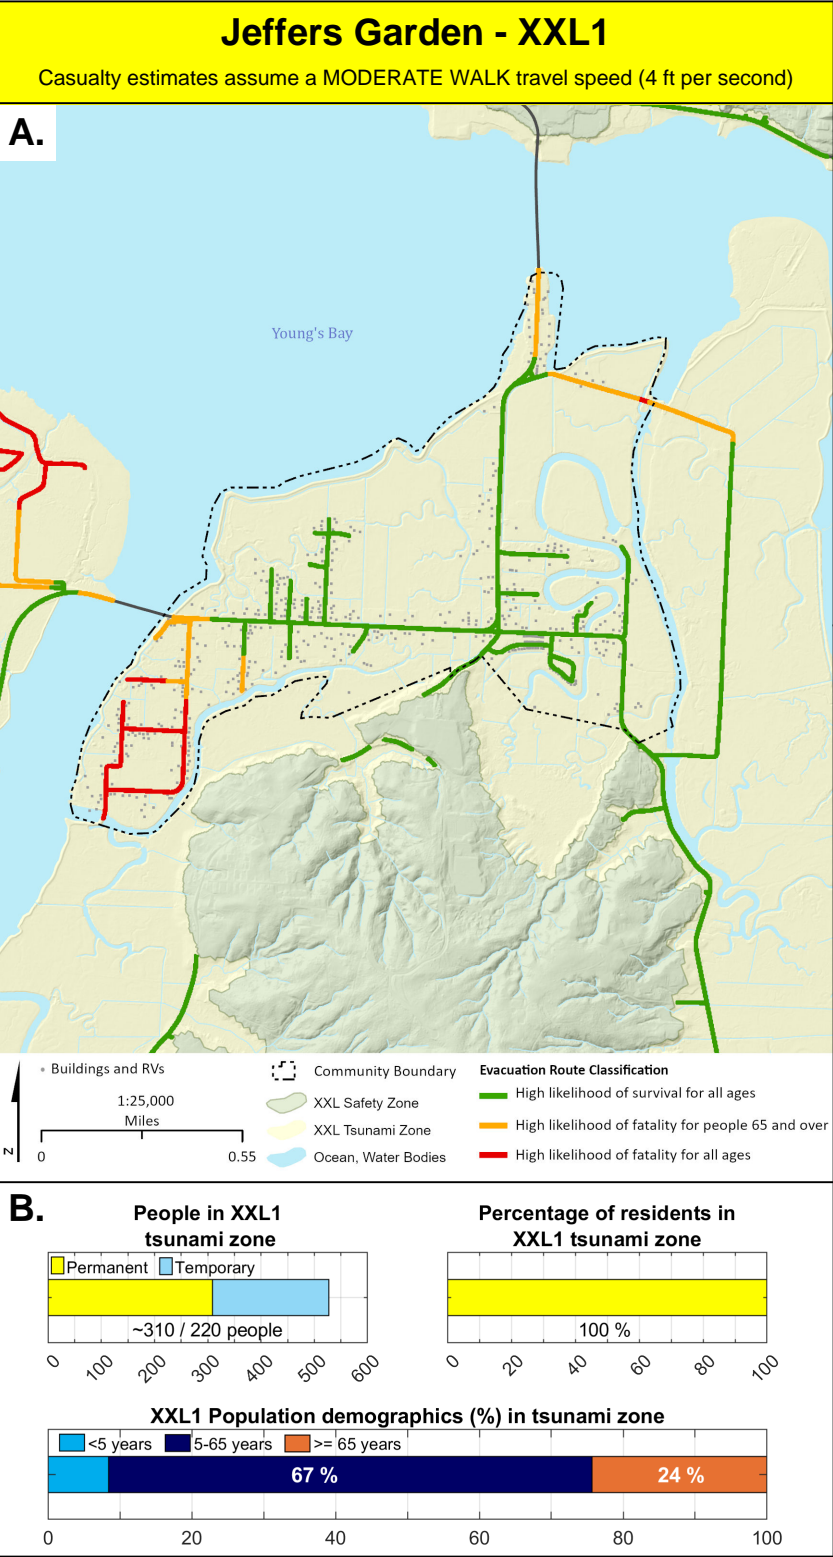 Jeffers Garden - XXL1
Casualty estimates assume a MODERATE WALK travel speed (4 ft per second)
A.
Young's Bay
Buildings and RVs
1:25,000
Miles
0 0.55
N
Community Boundary
XXL Safety Zone
XXL Tsunami Zone
Ocean, Water Bodies
Evacuation Route Classification
High likelihood of survival for all ages
High likelihood of fatality for people 65 and over
High likelihood of fatality for all ages
B.
People in XXL1
tsunami zone
Permanent Temporary
~310 / 220 people
0 100 200 300 400 500 600
Percentage of residents in
XXL1 tsunami zone
100 %
0 20 40 60 80 100
XXL1 Population demographics (%) in tsunami zone
<5 years 5-65 years >= 65 years
67 % 24 %
0 20 40 60 80 100